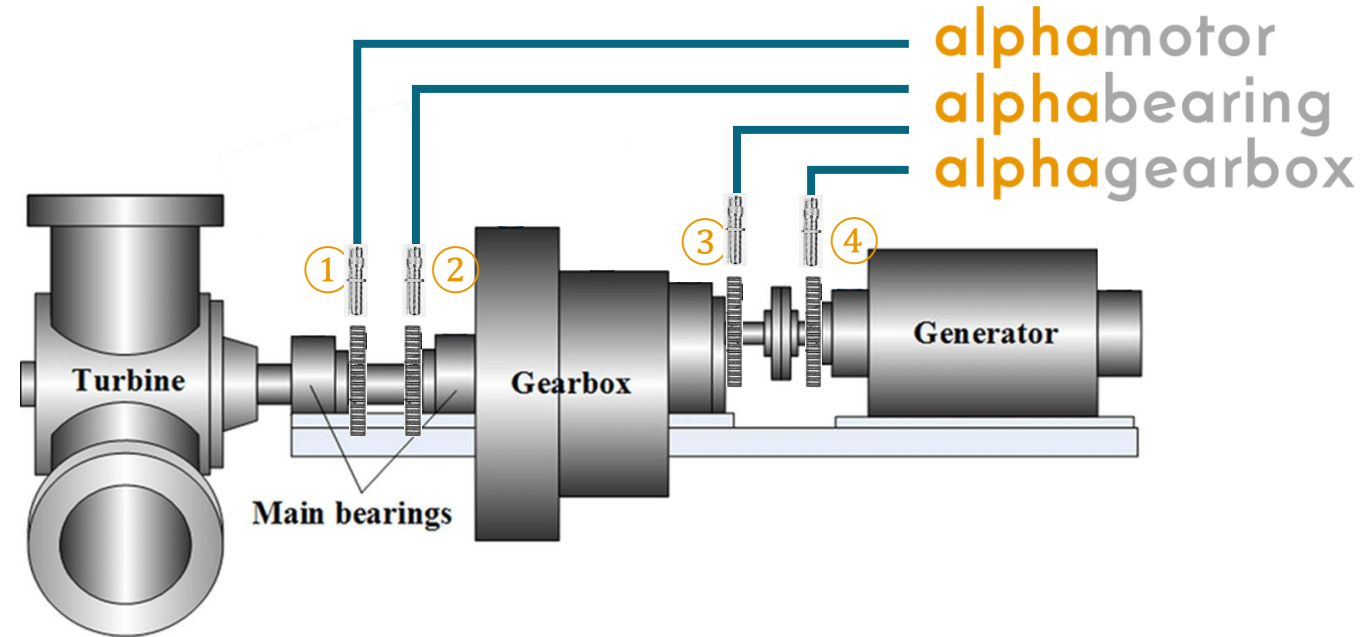 alphamotor
alphabearing
alphagearbox
① ② ③ ④
Turbine
Gearbox
Generator
Main bearings